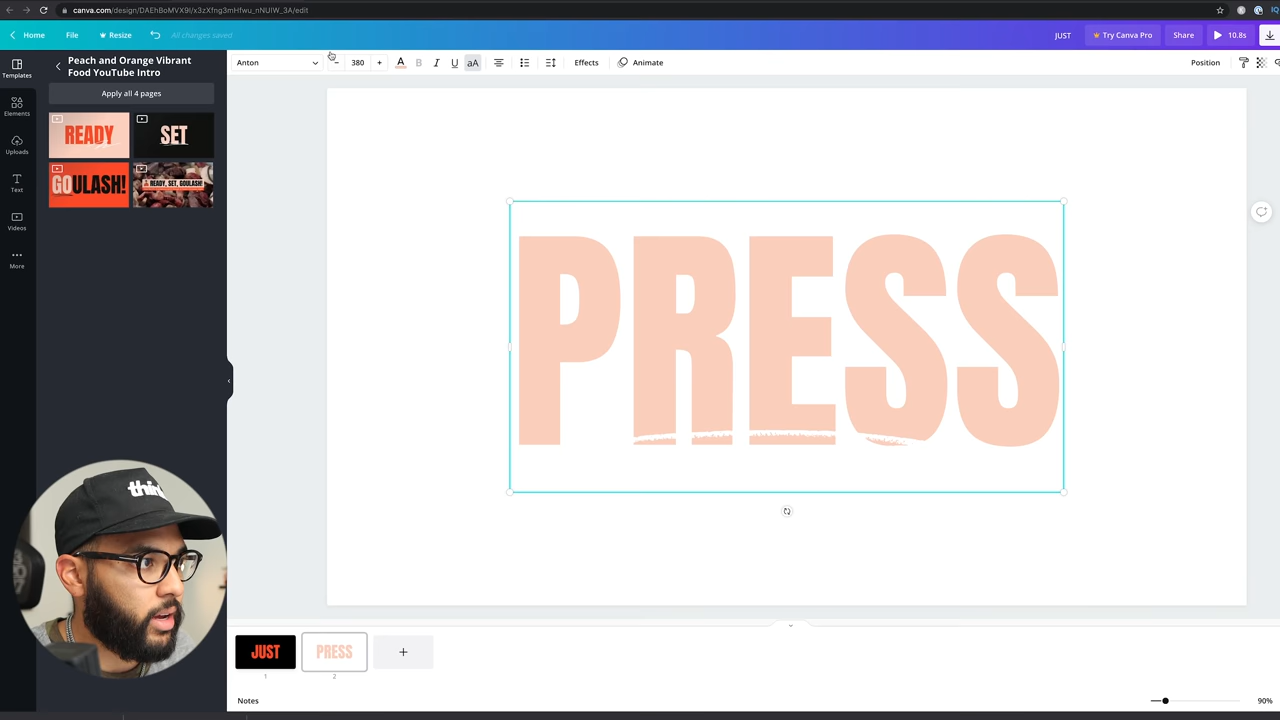 canva.com/design/DAEhBoMVX9I/x3zXfng3mHfwu_nNUIW_3A/edit
Home
File
Resize
All changes saved
JUST
Try Canva Pro
Share
10.8s
Templates
Elements
Uploads
Text
Videos
More
Peach and Orange Vibrant
Food YouTube Intro
Apply all 4 pages
READY
SET
GOULASH!
READY, SET, GOULASH!
Anton
380
A
B
I
U
aA
Effects
Animate
Position
PRESS
JUST
PRESS
1
2
Notes
90%